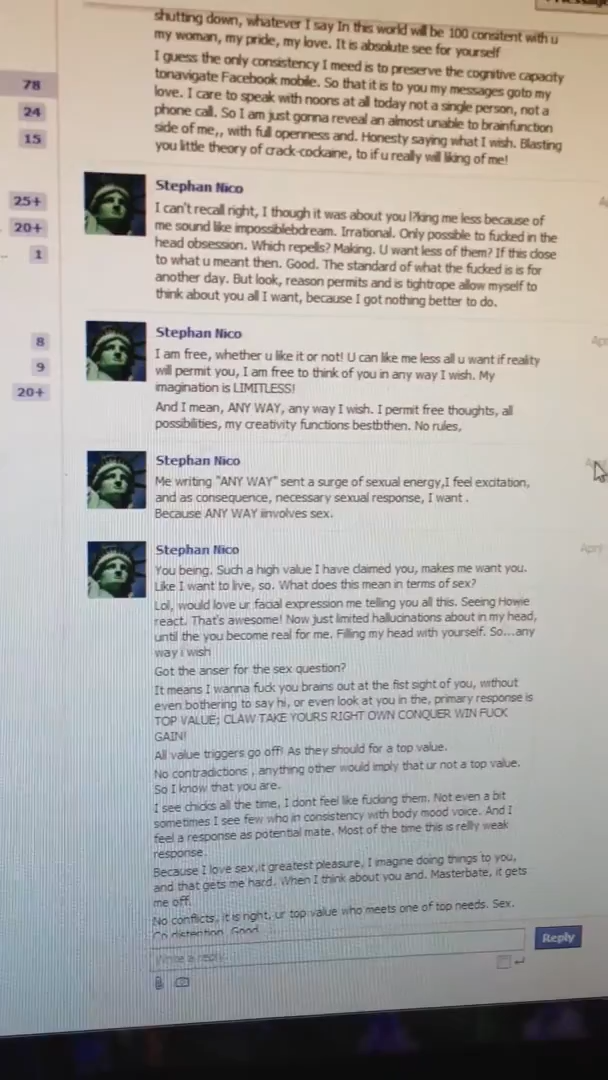 shutting down, whatever I say In this world will be 100 consitent with u
my woman, my pride, my love. It is absolute see for yourself
I guess the only consistency I meed is to preserve the cognitive capacity
tonavigate Facebook mobile. So that it is to you my messages goto my
love. I care to speak with noons at all today not a single person, not a
phone call. So I am just gonna reveal an almost unable to brainfunction
side of me,, with full openness and. Honesty saying what I wish. Blasting
you little theory of crack-cockaine, to if u really will liking of me!
78
24
15
Stephan Nico
I can't recall right, I though it was about you l?king me less because of
me sound like impossiblebdream. Irrational. Only possible to fucked in the
head obsession. Which repells? Making. U want less of them? If this close
to what u meant then. Good. The standard of what the fucked is is for
another day. But look, reason permits and is tightrope allow myself to
think about you all I want, because I got nothing better to do.
25+
20+
1
Stephan Nico
I am free, whether u like it or not! U can like me less all u want if reality
will permit you, I am free to think of you in any way I wish. My
imagination is LIMITLESS!
And I mean, ANY WAY, any way I wish. I permit free thoughts, all
possibilities, my creativity functions bestbthen. No rules,
8
9
20+
Stephan Nico
Me writing "ANY WAY" sent a surge of sexual energy,I feel excitation,
and as consequence, necessary sexual response, I want .
Because ANY WAY iinvolves sex.
Stephan Nico
You being. Such a high value I have claimed you, makes me want you.
Like I want to live, so. What does this mean in terms of sex?
Lol, would love ur facial expression me telling you all this. Seeing Howie
react. That's awesome! Now just limited hallucinations about in my head,
until the you become real for me. Filling my head with yourself. So...any
way i wish
Got the anser for the sex question?
It means I wanna fuck you brains out at the fist sight of you, without
even bothering to say hi, or even look at you in the, primary response is
TOP VALUE; CLAW TAKE YOURS RIGHT OWN CONQUER WIN FUCK
GAIN!
All value triggers go off! As they should for a top value.
No contradictions , anything other would imply that ur not a top value.
So I know that you are.
I see chicks all the time, I dont feel like fucking them. Not even a bit
sometimes I see few who in consistency with body mood voice. And I
feel a response as potential mate. Most of the time this is relly weak
response.
Because I love sex,it greatest pleasure, I imagine doing things to you,
and that gets me hard. When I think about you and. Masterbate, it gets
me off.
No conflicts, it is right, ur top value who meets one of top needs. Sex.
Good
Write a reply...
Reply